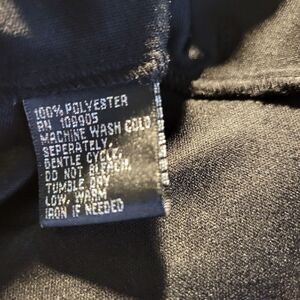 100% POLYESTER
RN 109905
MACHINE WASH COLD
SEPERATELY,
GENTLE CYCLE,
DO NOT BLEACH,
TUMBLE DRY
LOW, WARM
IRON IF NEEDED